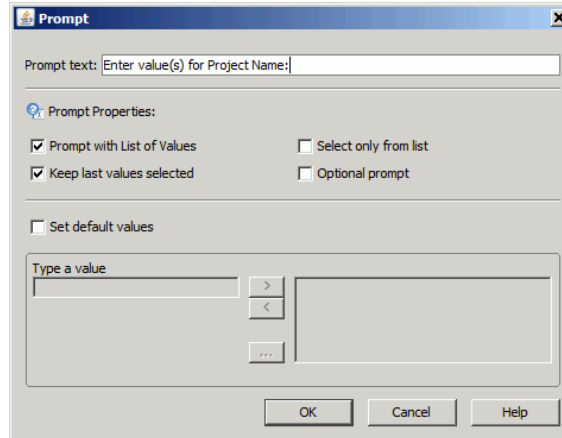 Prompt
Prompt text: Enter value(s) for Project Name:
Prompt Properties:
Prompt with List of Values Select only from list
Keep last values selected Optional prompt
Set default values
Type a value
>
<
...
OK Cancel Help